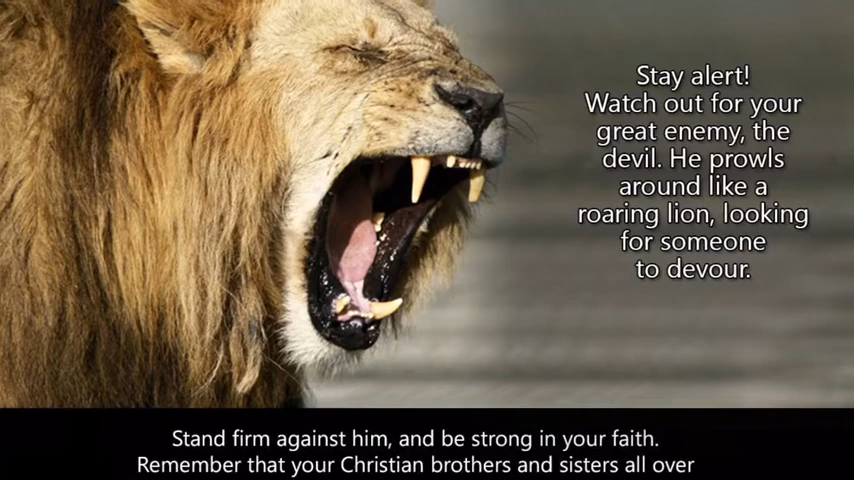 Stay alert!
Watch out for your
great enemy, the
devil. He prowls
around like a
roaring lion, looking
for someone
to devour.
Stand firm against him, and be strong in your faith.
Remember that your Christian brothers and sisters all over